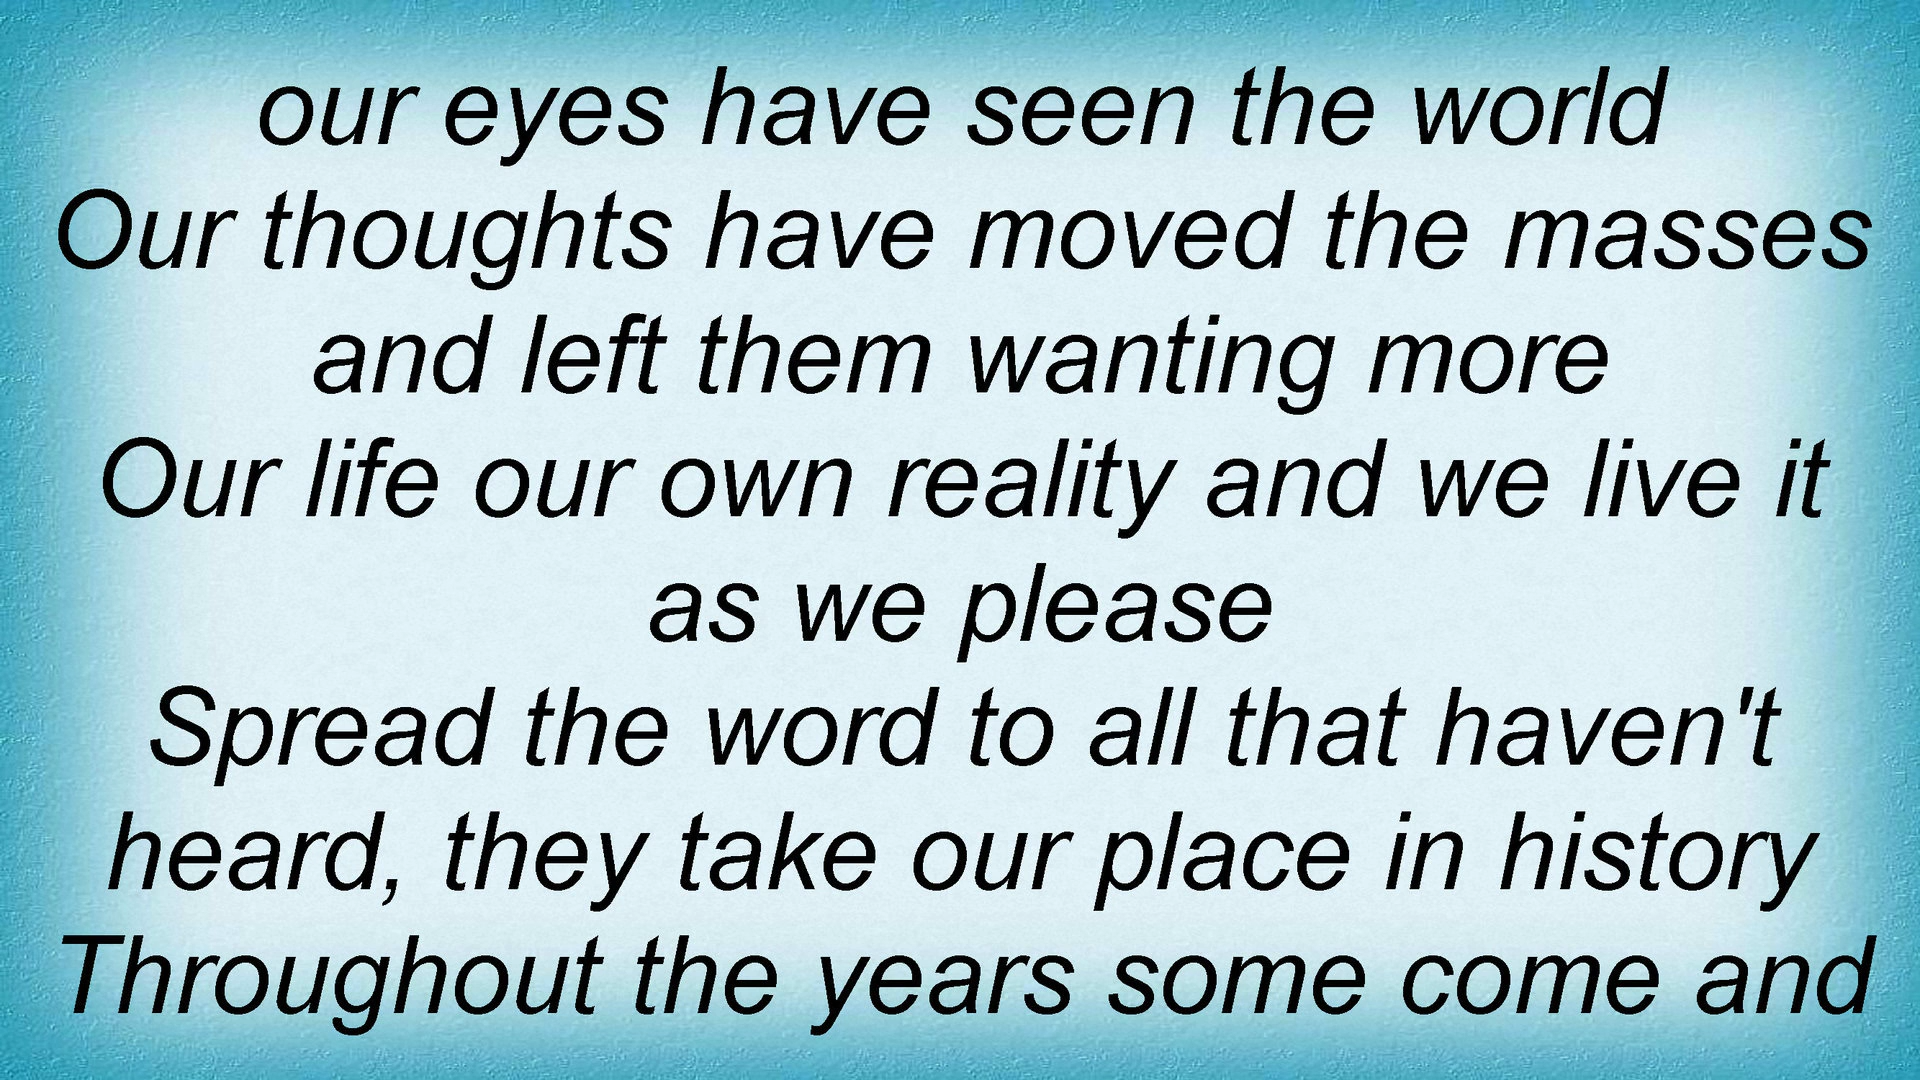 our eyes have seen the world
Our thoughts have moved the masses
and left them wanting more
Our life our own reality and we live it
as we please
Spread the word to all that haven't
heard, they take our place in history
Throughout the years some come and